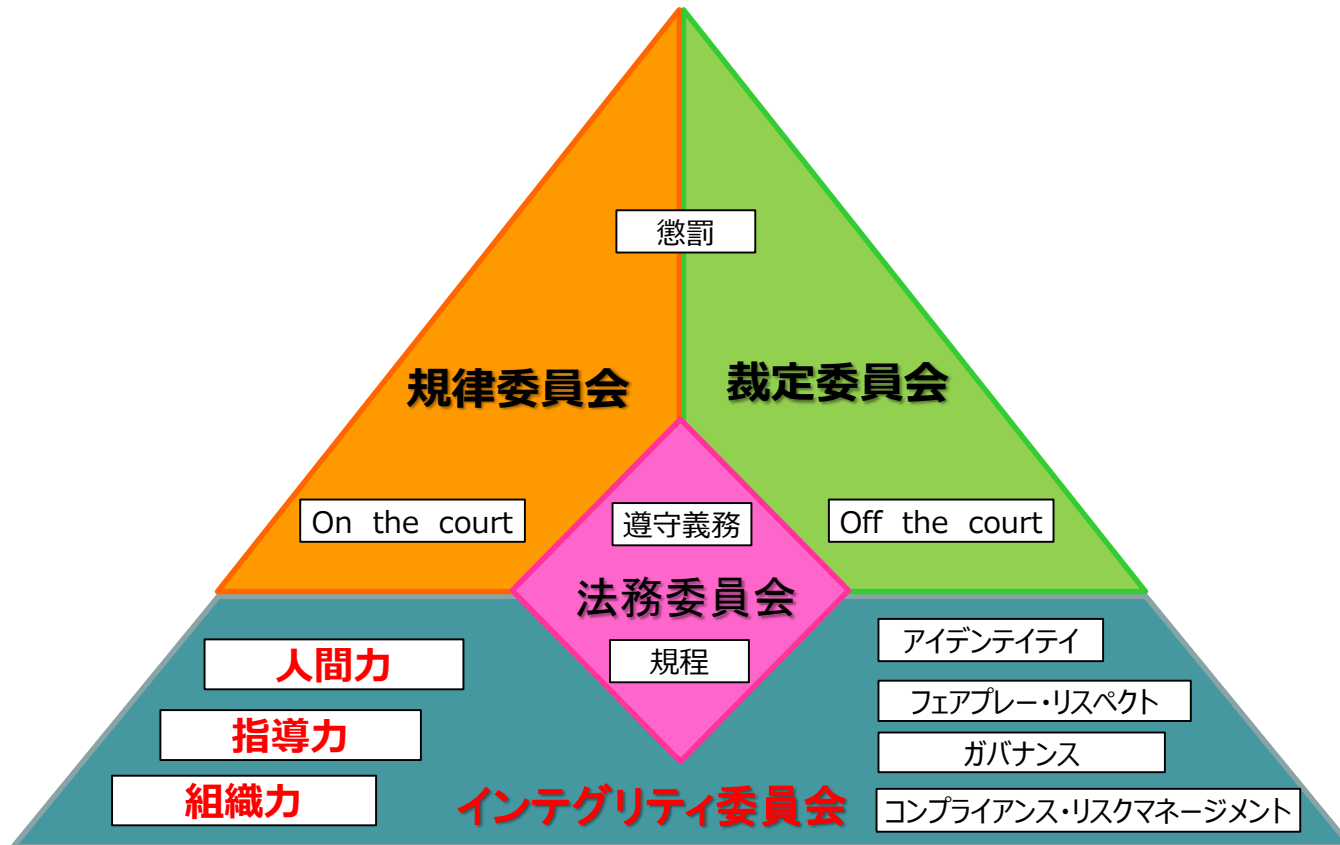 懲罰
規律委員会
裁定委員会
On the court
遵守義務
Off the court
法務委員会
規程
人間力
指導力
組織力
インテグリティ委員会
アイデンテイテイ
フェアプレー・リスペクト
ガバナンス
コンプライアンス・リスクマネージメント